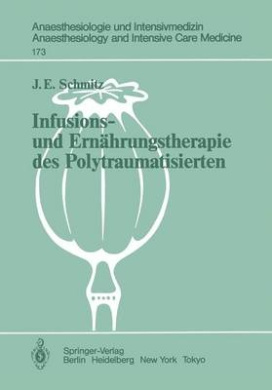 Anaesthesiologie und Intensivmedizin
Anaesthesiology and Intensive Care Medicine
173
J. E. Schmitz
Infusions-
und Ernährungstherapie
des Polytraumatisierten
Springer-Verlag
Berlin Heidelberg New York Tokyo